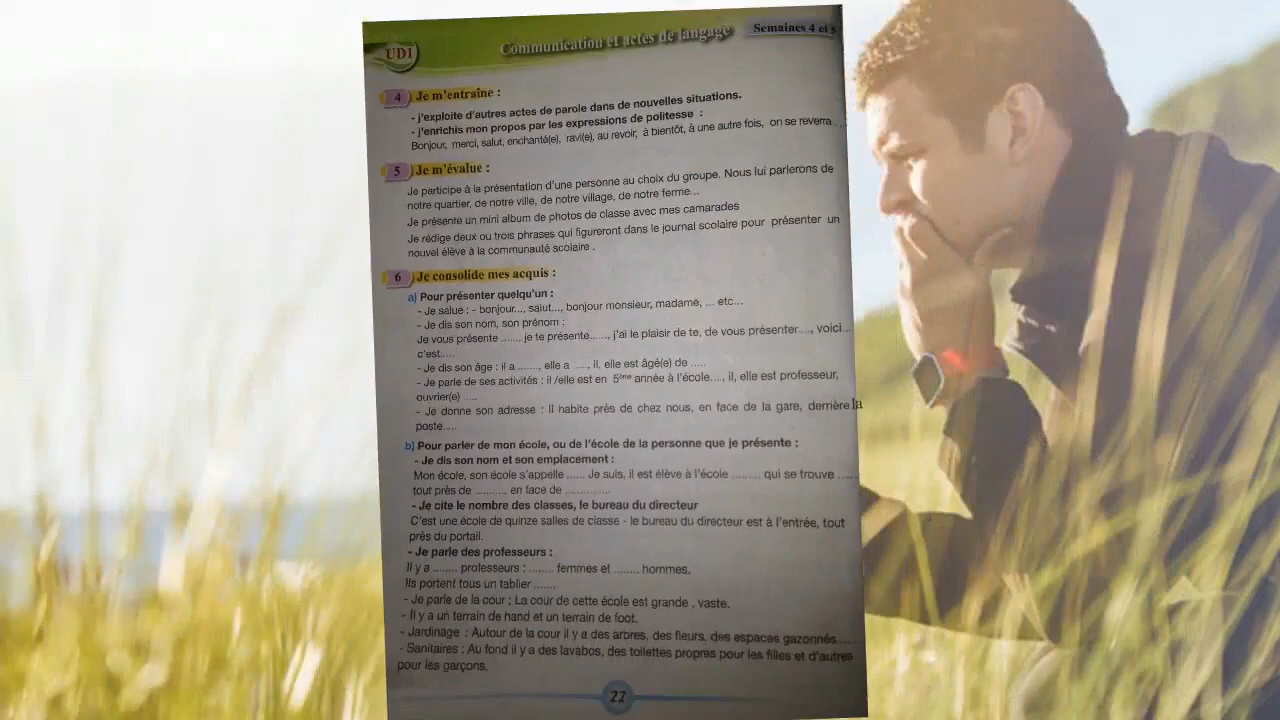 UD1
Communication et actes de langage
Semaines 4 et 5
4 Je m'entraîne :
- j'exploite d'autres actes de parole dans de nouvelles situations.
- j'enrichis mon propos par les expressions de politesse :
Bonjour, merci, salut, enchanté(e), ravi(e), au revoir, à bientôt, à une autre fois, on se reverra ...
5 Je m'évalue :
Je participe à la présentation d'une personne au choix du groupe. Nous lui parlerons de
notre quartier, de notre ville, de notre village, de notre ferme...
Je présente un mini album de photos de classe avec mes camarades
Je rédige deux ou trois phrases qui figureront dans le journal scolaire pour présenter un
nouvel élève à la communauté scolaire .
6 Je consolide mes acquis :
a) Pour présenter quelqu'un :
- Je salue : - bonjour..., salut..., bonjour monsieur, madame, ... etc...
- Je dis son nom, son prénom :
Je vous présente ......., je te présente......, j'ai le plaisir de te, de vous présenter...., voici...
c'est.....
- Je dis son âge : il a ........, elle a ....., il, elle est âgé(e) de .....
- Je parle de ses activités : il /elle est en 5ème année à l'école...., il, elle est professeur,
ouvrier(e) ....
- Je donne son adresse : Il habite près de chez nous, en face de la gare, derrière la
poste....
b) Pour parler de mon école, ou de l'école de la personne que je présente :
- Je dis son nom et son emplacement :
Mon école, son école s'appelle ...... Je suis, il est élève à l'école ........, qui se trouve ......
tout près de .........., en face de ..............
- Je cite le nombre des classes, le bureau du directeur
C'est une école de quinze salles de classe - le bureau du directeur est à l'entrée, tout
près du portail.
- Je parle des professeurs :
Il y a ........ professeurs : ........ femmes et ........ hommes.
Ils portent tous un tablier .......
- Je parle de la cour : La cour de cette école est grande , vaste.
- Il y a un terrain de hand et un terrain de foot.
- Jardinage : Autour de la cour il y a des arbres, des fleurs, des espaces gazonnés......
- Sanitaires : Au fond il y a des lavabos, des toilettes propres pour les filles et d'autres
pour les garçons.
27